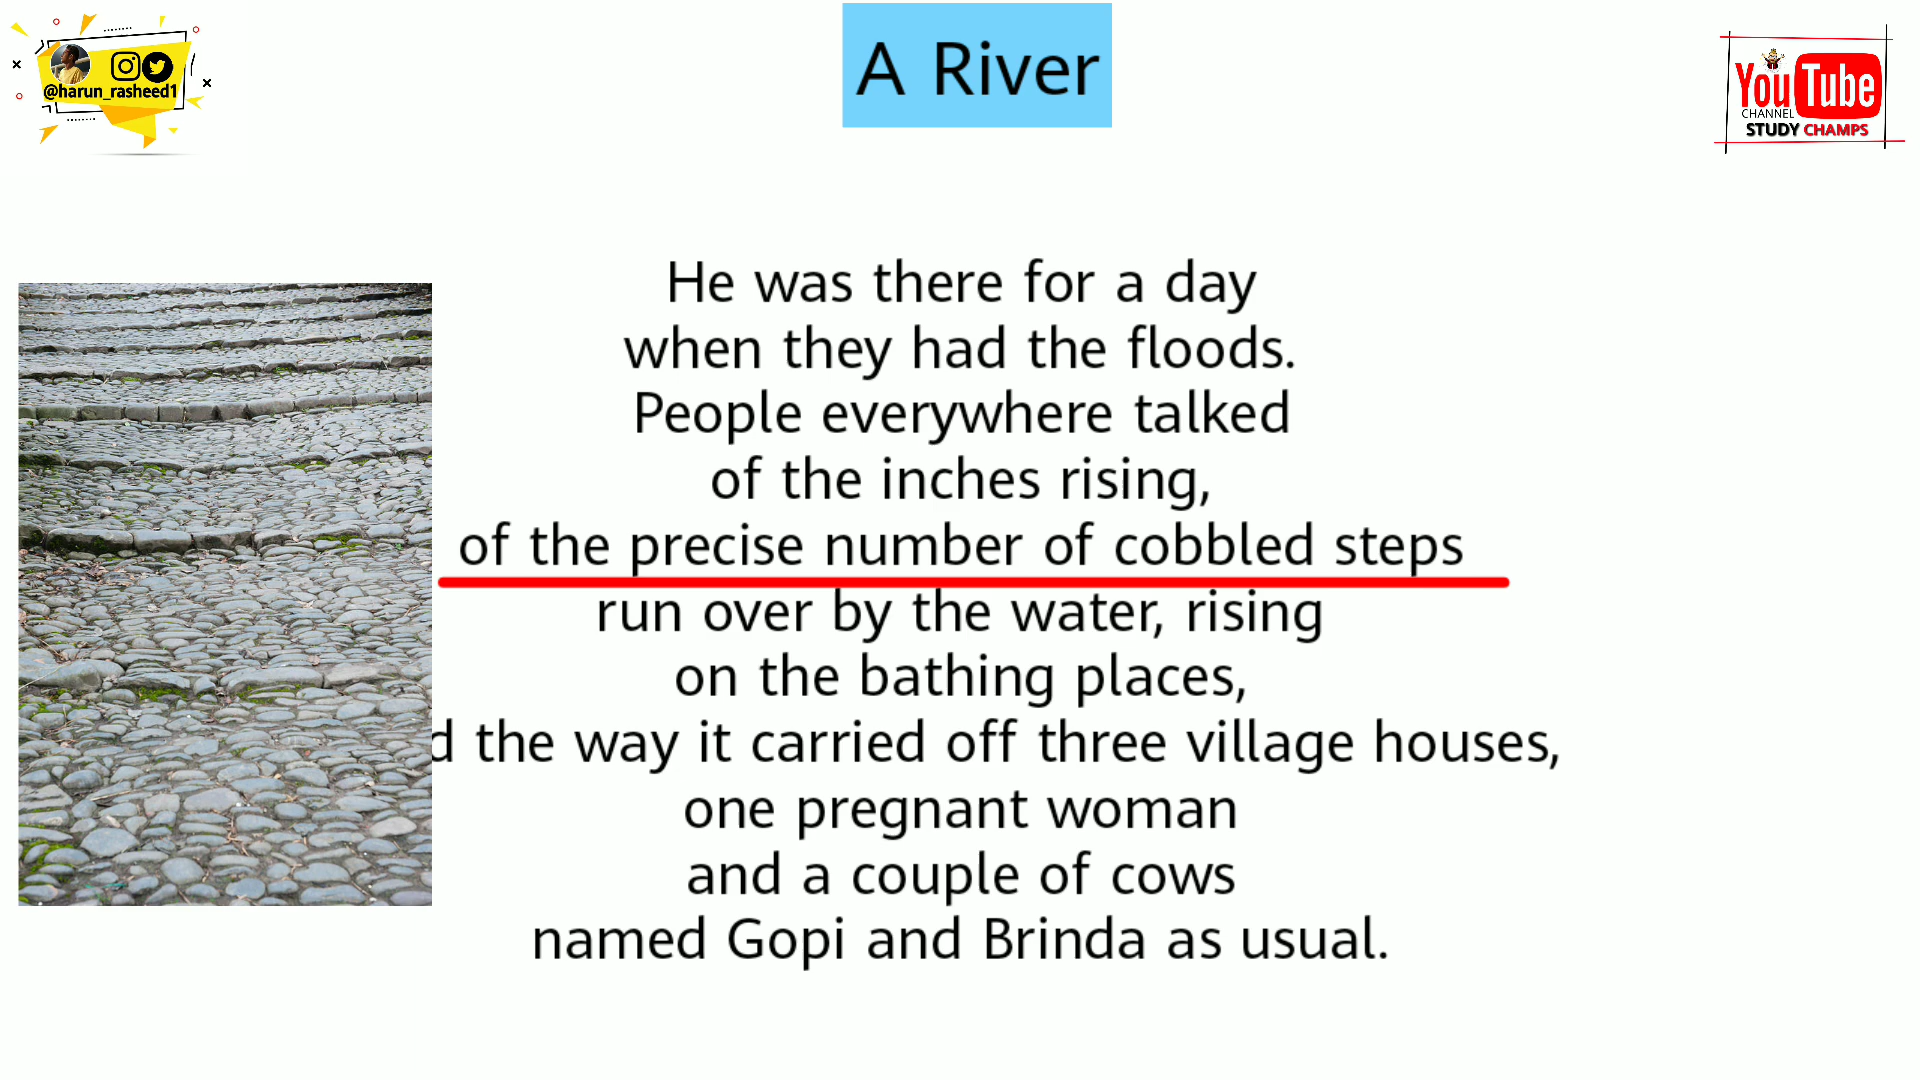 A River
@harun_rasheed1
You Tube
CHANNEL
STUDY CHAMPS
He was there for a day
when they had the floods.
People everywhere talked
of the inches rising,
of the precise number of cobbled steps
run over by the water, rising
on the bathing places,
d the way it carried off three village houses,
one pregnant woman
and a couple of cows
named Gopi and Brinda as usual.